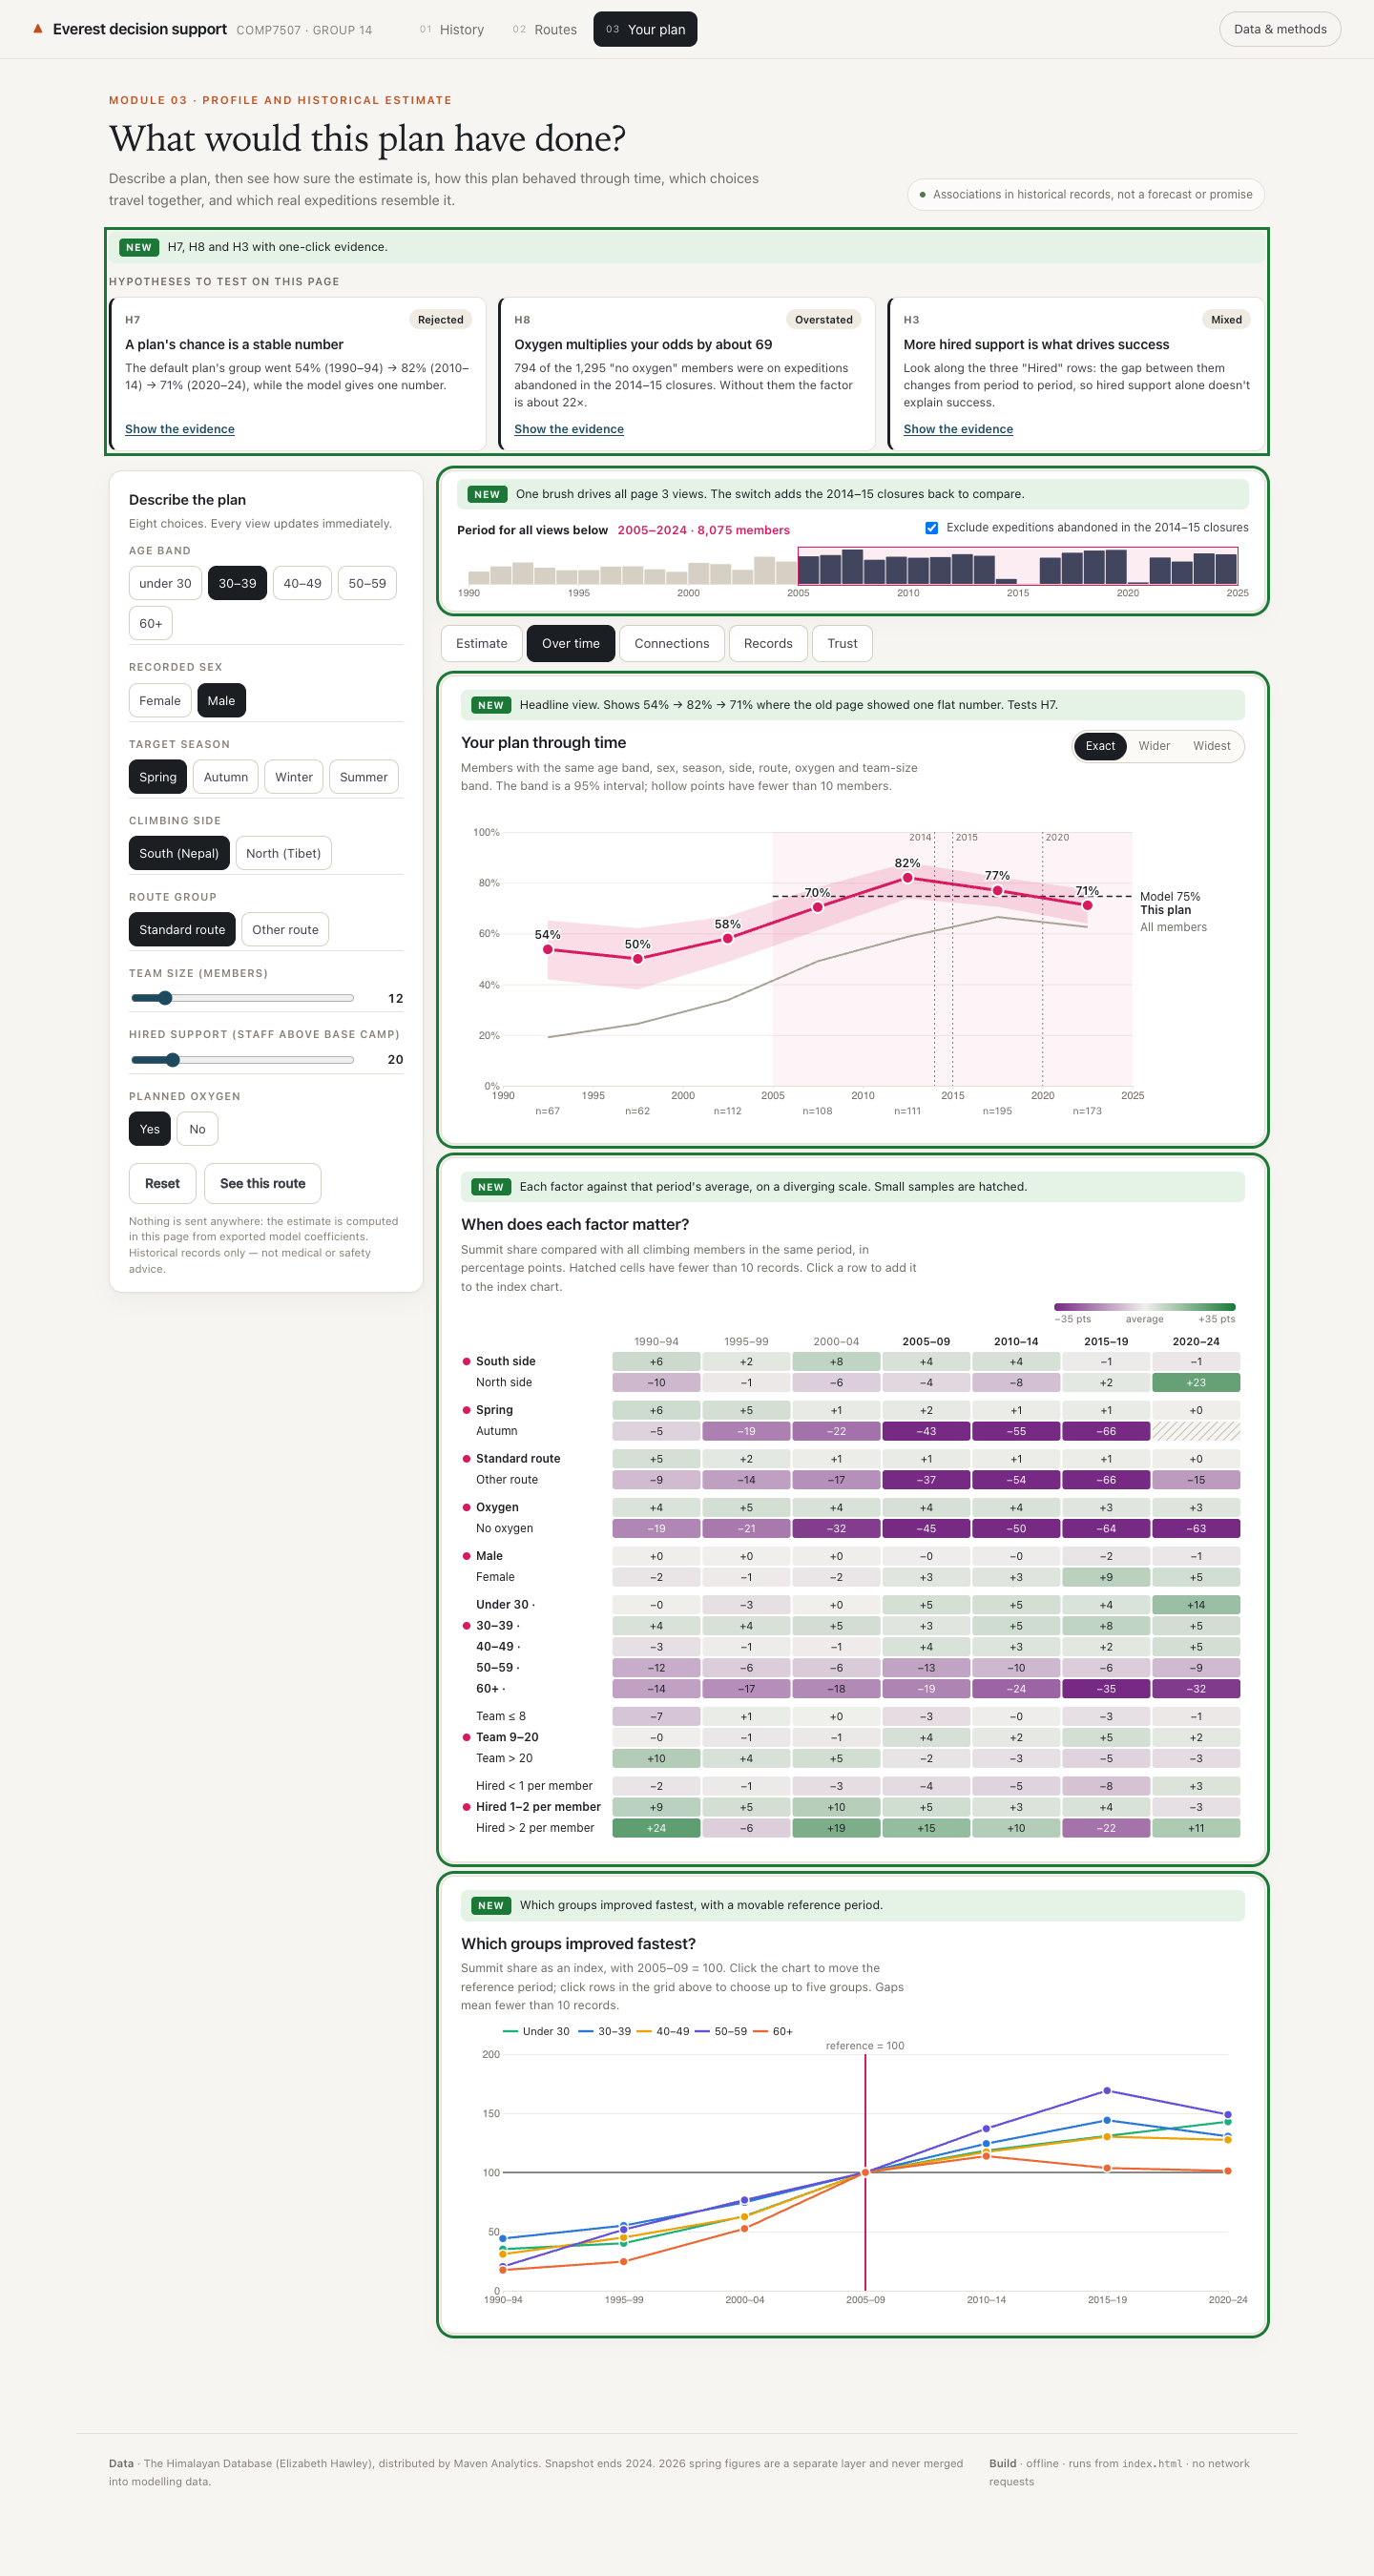 Everest decision support COMP7507 · GROUP 14 01 History 02 Routes 03 Your plan Data & methods
MODULE 03 · PROFILE AND HISTORICAL ESTIMATE
What would this plan have done?
Describe a plan, then see how sure the estimate is, how this plan behaved through time, which choices
travel together, and which real expeditions resemble it.
Associations in historical records, not a forecast or promise
NEW H7, H8 and H3 with one-click evidence.
HYPOTHESES TO TEST ON THIS PAGE
H7 Rejected
A plan's chance is a stable number
The default plan's group went 54% (1990–94) → 82% (2010–
14) → 71% (2020–24), while the model gives one number.
Show the evidence
H8 Overstated
Oxygen multiplies your odds by about 69
794 of the 1,295 "no oxygen" members were on expeditions
abandoned in the 2014–15 closures. Without them the factor
is about 22×.
Show the evidence
H3 Mixed
More hired support is what drives success
Look along the three "Hired" rows: the gap between them
changes from period to period, so hired support alone doesn't
explain success.
Show the evidence
Describe the plan
Eight choices. Every view updates immediately.
AGE BAND
under 30 30–39 40–49 50–59
60+
RECORDED SEX
Female Male
TARGET SEASON
Spring Autumn Winter Summer
CLIMBING SIDE
South (Nepal) North (Tibet)
ROUTE GROUP
Standard route Other route
TEAM SIZE (MEMBERS)
12
HIRED SUPPORT (STAFF ABOVE BASE CAMP)
20
PLANNED OXYGEN
Yes No
Reset See this route
Nothing is sent anywhere: the estimate is computed
in this page from exported model coefficients.
Historical records only — not medical or safety
advice.
NEW One brush drives all page 3 views. The switch adds the 2014–15 closures back to compare.
Period for all views below 2005–2024 · 8,075 members Exclude expeditions abandoned in the 2014–15 closures
1990 1995 2000 2005 2010 2015 2020 2025
Estimate Over time Connections Records Trust
NEW Headline view. Shows 54% → 82% → 71% where the old page showed one flat number. Tests H7.
Your plan through time Exact Wider Widest
Members with the same age band, sex, season, side, route, oxygen and team-size
band. The band is a 95% interval; hollow points have fewer than 10 members.
100%
80%
60%
40%
20%
0%
2014 2015 2020
54% 50% 58% 70% 82% 77% 71%
Model 75%
This plan
All members
1990 1995 2000 2005 2010 2015 2020 2025
n=67 n=62 n=112 n=108 n=111 n=195 n=173
NEW Each factor against that period's average, on a diverging scale. Small samples are hatched.
When does each factor matter?
Summit share compared with all climbing members in the same period, in
percentage points. Hatched cells have fewer than 10 records. Click a row to add it
to the index chart.
−35 pts average +35 pts
1990–94 1995–99 2000–04 2005–09 2010–14 2015–19 2020–24
South side +6 +2 +8 +4 +4 −1 −1
North side −10 −1 −6 −4 −8 +2 +23
Spring +6 +5 +1 +2 +1 +1 +0
Autumn −5 −19 −22 −43 −55 −66
Standard route +5 +2 +1 +1 +1 +1 +0
Other route −9 −14 −17 −37 −54 −66 −15
Oxygen +4 +5 +4 +4 +4 +3 +3
No oxygen −19 −21 −32 −45 −50 −64 −63
Male +0 +0 +0 −0 −0 −2 −1
Female −2 −1 −2 +3 +3 +9 +5
Under 30 · −0 −3 +0 +5 +5 +4 +14
30–39 · +4 +4 +5 +3 +5 +8 +5
40–49 · −3 −1 −1 +4 +3 +2 +5
50–59 · −12 −6 −6 −13 −10 −6 −9
60+ · −14 −17 −18 −19 −24 −35 −32
Team ≤ 8 −7 +1 +0 −3 −0 −3 −1
Team 9–20 −0 −1 −1 +4 +2 +5 +2
Team > 20 +10 +4 +5 −2 −3 −5 −3
Hired < 1 per member −2 −1 −3 −4 −5 −8 +3
Hired 1–2 per member +9 +5 +10 +5 +3 +4 −3
Hired > 2 per member +24 −6 +19 +15 +10 −22 +11
NEW Which groups improved fastest, with a movable reference period.
Which groups improved fastest?
Summit share as an index, with 2005–09 = 100. Click the chart to move the
reference period; click rows in the grid above to choose up to five groups. Gaps
mean fewer than 10 records.
Under 30 30–39 40–49 50–59 60+
reference = 100
200
150
100
50
0
1990–94 1995–99 2000–04 2005–09 2010–14 2015–19 2020–24
Data · The Himalayan Database (Elizabeth Hawley), distributed by Maven Analytics. Snapshot ends 2024. 2026 spring figures are a separate layer and never merged
into modelling data.
Build · offline · runs from index.html · no network
requests